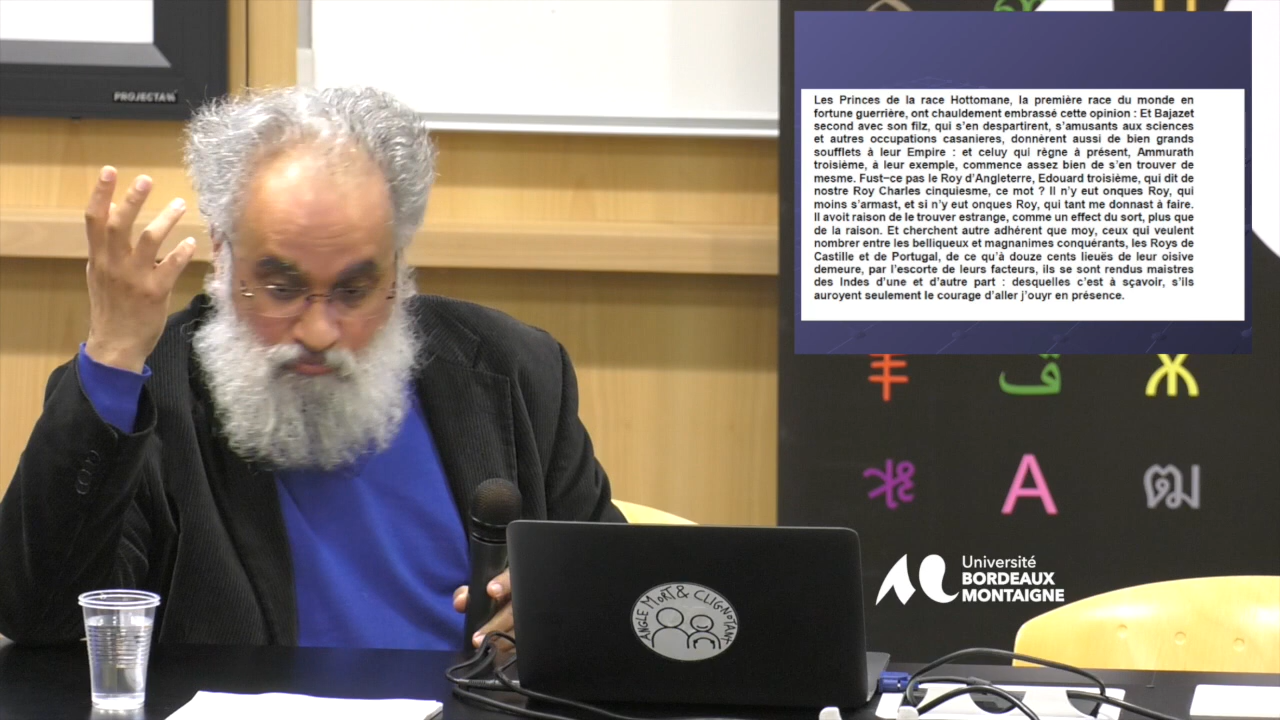 PROJECTA
Les Princes de la race Hottomane, la première race du monde en
fortune guerrière, ont chauldement embrassé cette opinion : Et Bajazet
second avec son filz, qui s'en despartirent, s'amusants aux sciences
et autres occupations casanieres, donnèrent aussi de bien grands
soufflets à leur Empire : et celuy qui règne à présent, Ammurath
troisième, à leur exemple, commence assez bien de s'en trouver de
mesme. Fust-ce pas le Roy d'Angleterre, Edouard troisième, qui dit de
nostre Roy Charles cinquiesme, ce mot ? Il n'y eut onques Roy, qui
moins s'armast, et si n'y eut onques Roy, qui tant me donnast à faire.
Il avoit raison de le trouver estrange, comme un effect du sort, plus que
de la raison. Et cherchent autre adhérent que moy, ceux qui veulent
nombrer entre les belliqueux et magnanimes conquérants, les Roys de
Castille et de Portugal, de ce qu'à douze cents lieuës de leur oisive
demeure, par l'escorte de leurs facteurs, ils se sont rendus maistres
des Indes d'une et d'autre part : desquelles c'est à sçavoir, s'ils
auroyent seulement le courage d'aller j'ouyr en présence.
ق Ѫ
A ฒ
Université
BORDEAUX
MONTAIGNE
ANGLE MORT & CLIGNOTANT